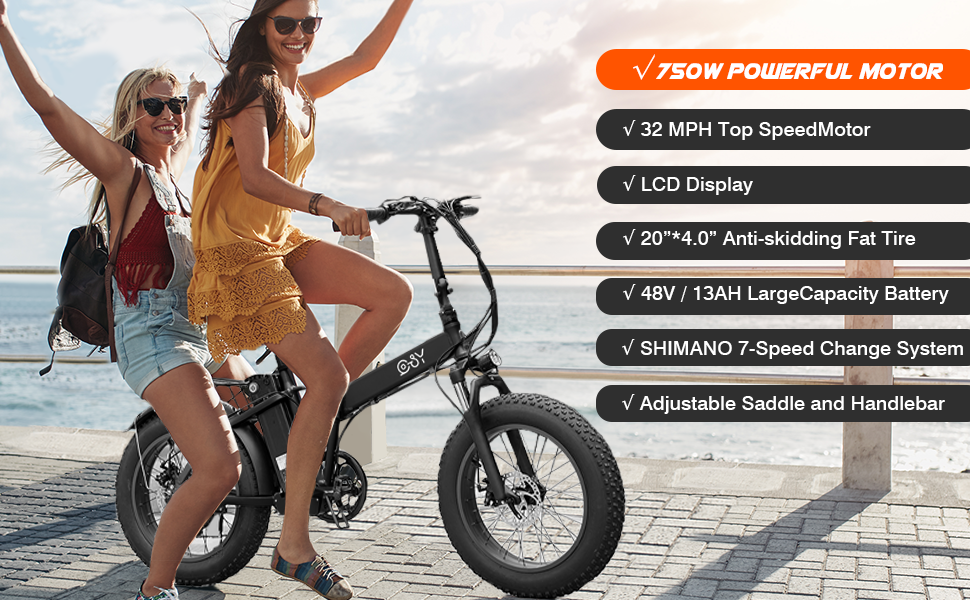 √ 750W POWERFUL MOTOR
√ 32 MPH Top SpeedMotor
√ LCD Display
√ 20”*4.0” Anti-skidding Fat Tire
√ 48V / 13AH LargeCapacity Battery
√ SHIMANO 7-Speed Change System
√ Adjustable Saddle and Handlebar